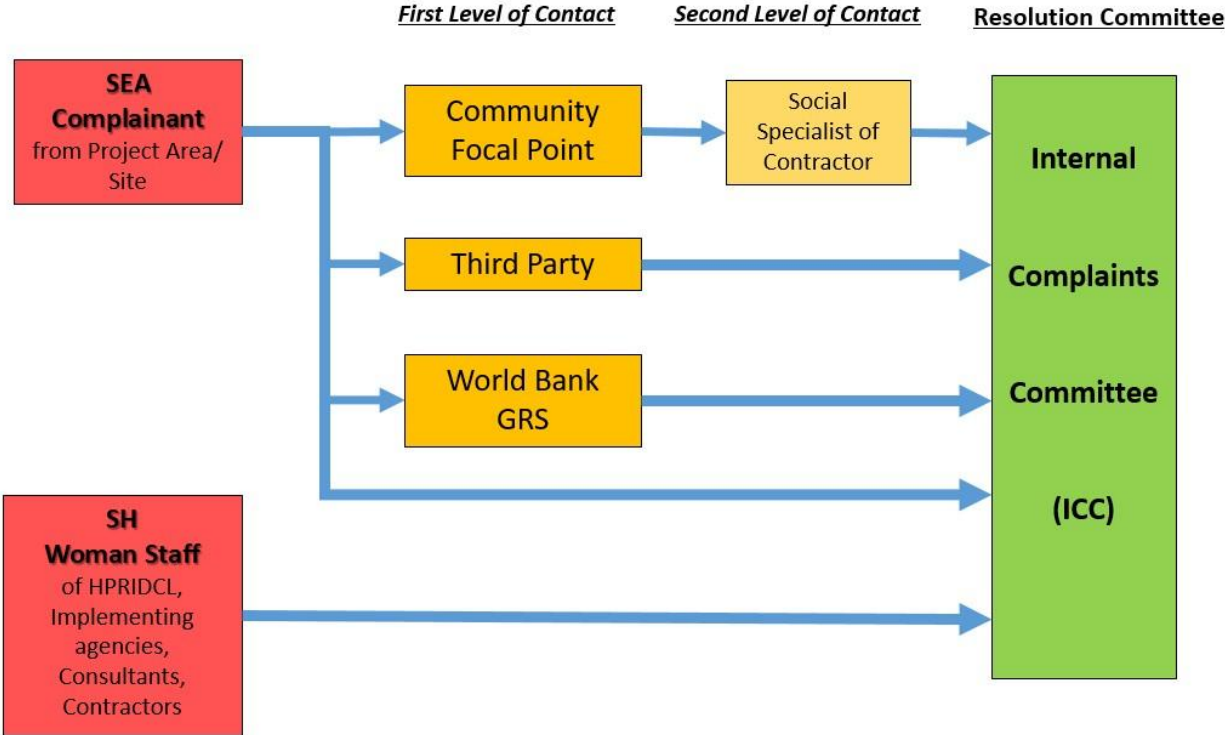 First Level of Contact
Second Level of Contact
Resolution Committee
SEA
Complainant
from Project Area/
Site
Community
Focal Point
Social
Specialist of
Contractor
Third Party
World Bank
GRS
SH
Woman Staff
of HPRIDCL,
Implementing
agencies,
Consultants,
Contractors
Internal
Complaints
Committee
(ICC)